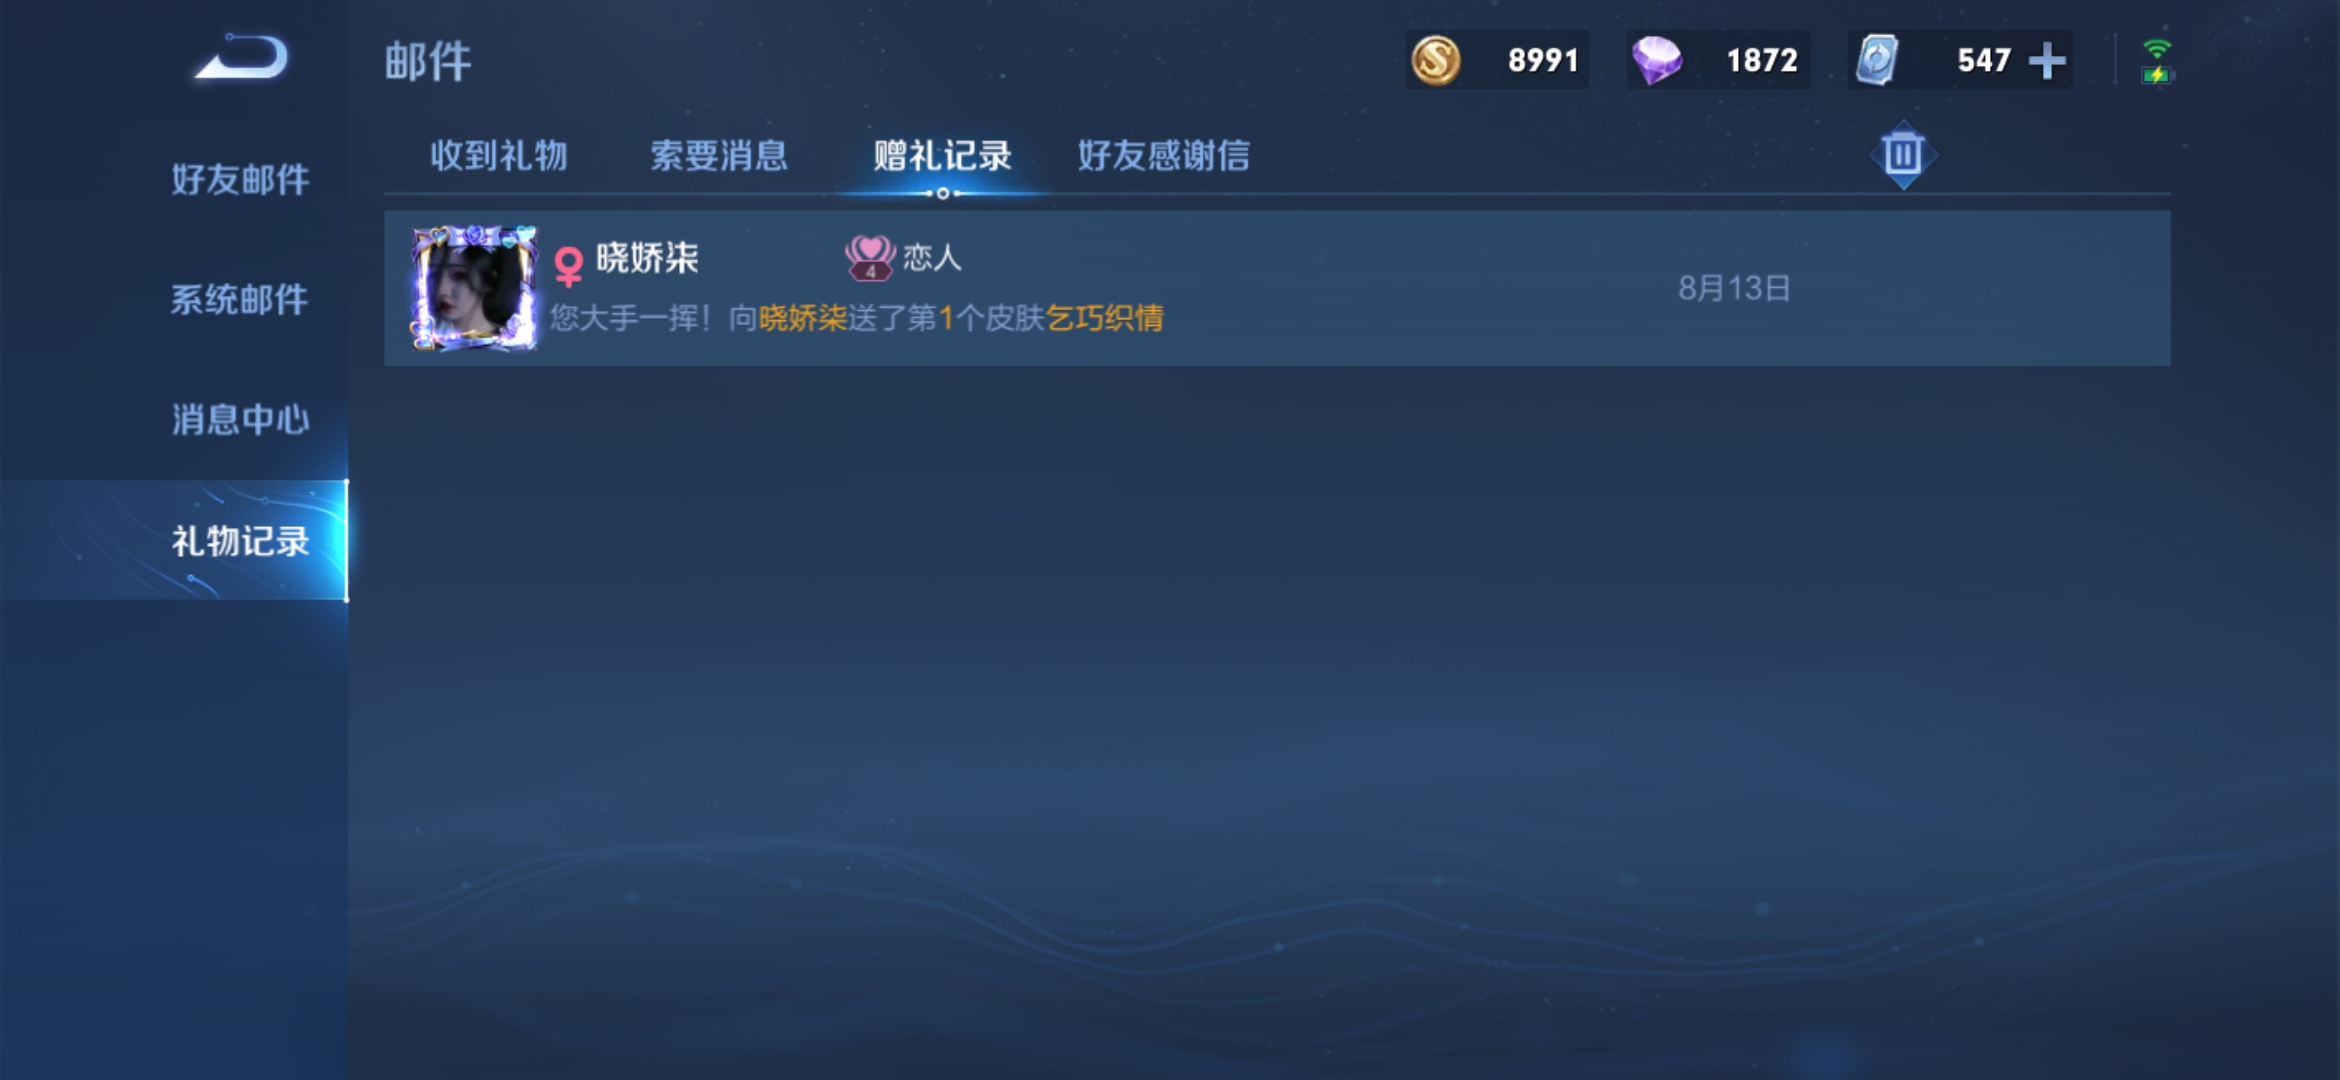 邮件
8991
1872
547
好友邮件
系统邮件
消息中心
礼物记录
收到礼物
索要消息
赠礼记录
好友感谢信
晓娇柒
4
恋人
您大手一挥！向晓娇柒送了第1个皮肤乞巧织情
8月13日